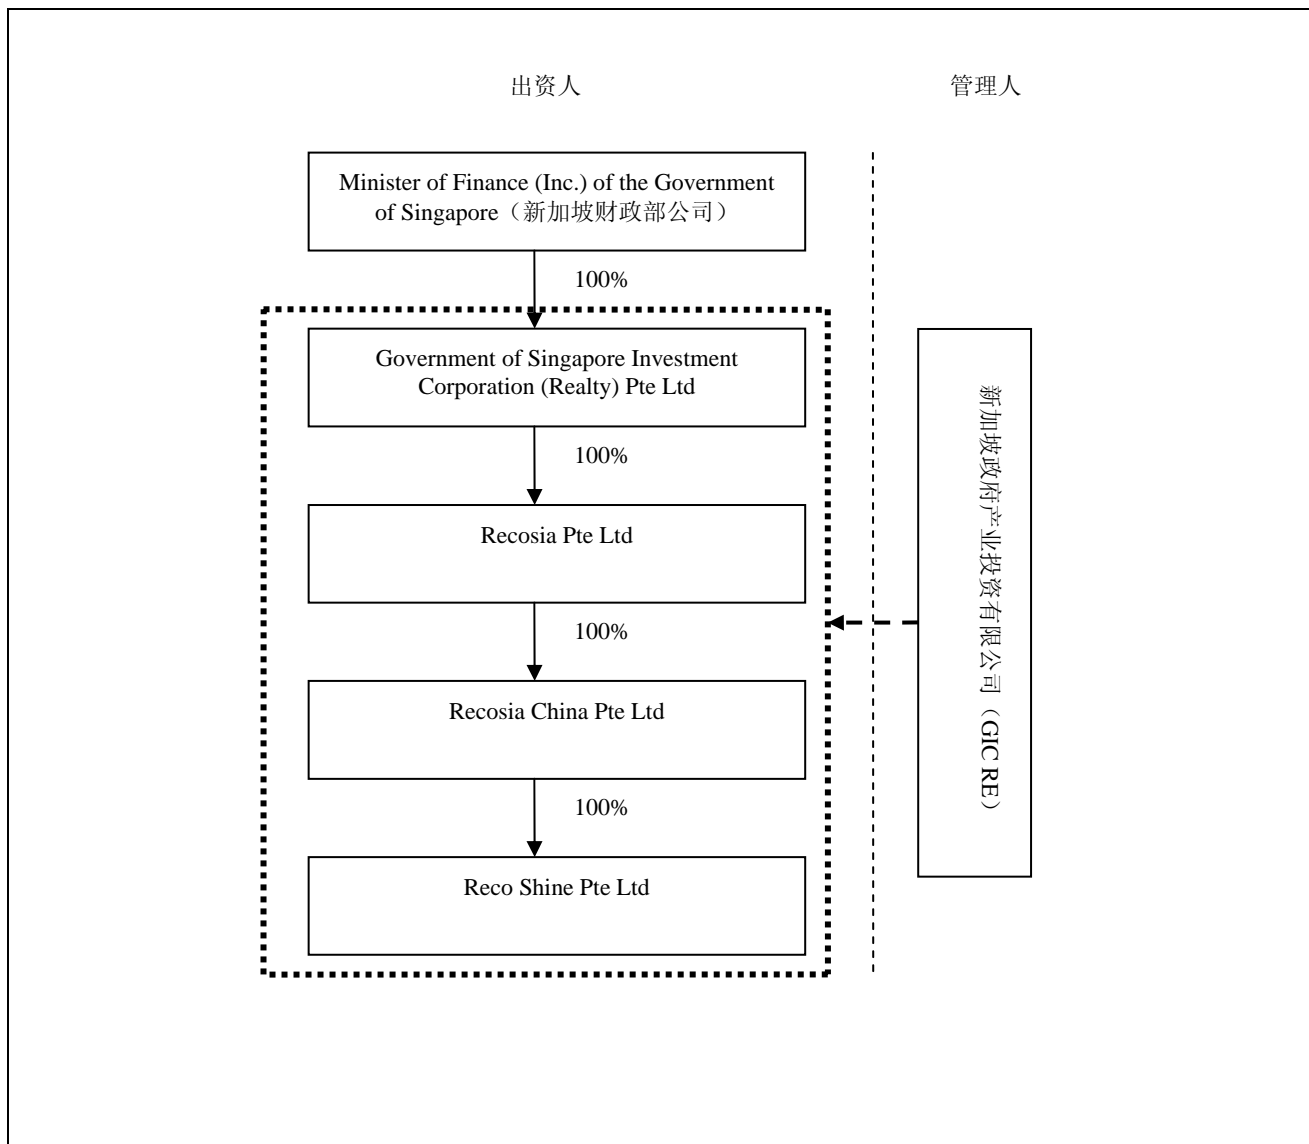 出资人
管理人
Minister of Finance (Inc.) of the Government
of Singapore（新加坡财政部公司）
100%
Government of Singapore Investment
Corporation (Realty) Pte Ltd
100%
Recosia Pte Ltd
100%
Recosia China Pte Ltd
100%
Reco Shine Pte Ltd
新加坡政府产业投资有限公司（GIC RE）